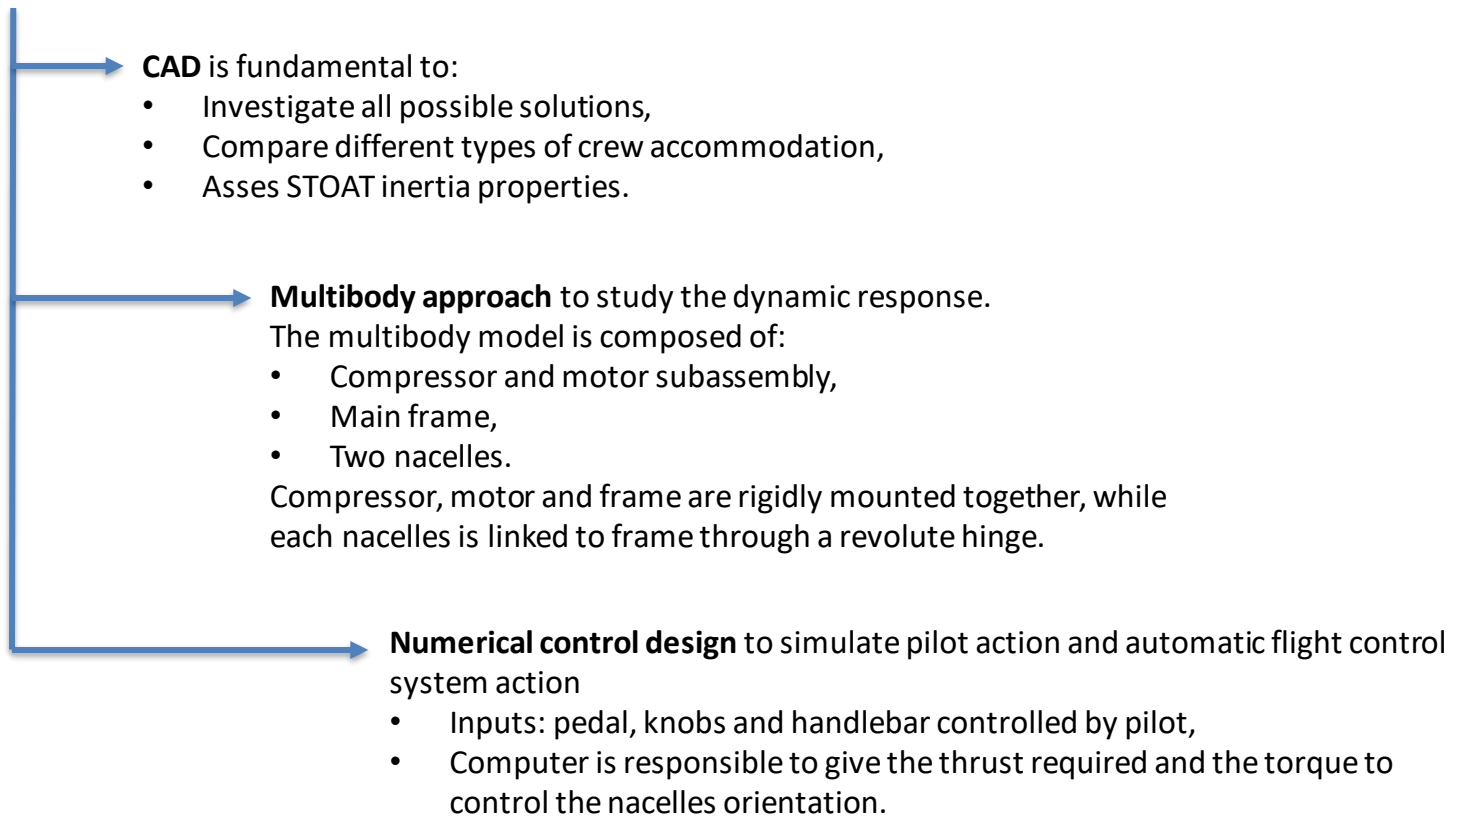 CAD is fundamental to:
• Investigate all possible solutions,
• Compare different types of crew accommodation,
• Asses STOAT inertia properties.
Multibody approach to study the dynamic response.
The multibody model is composed of:
• Compressor and motor subassembly,
• Main frame,
• Two nacelles.
Compressor, motor and frame are rigidly mounted together, while
each nacelles is linked to frame through a revolute hinge.
Numerical control design to simulate pilot action and automatic flight control
system action
• Inputs: pedal, knobs and handlebar controlled by pilot,
• Computer is responsible to give the thrust required and the torque to
control the nacelles orientation.